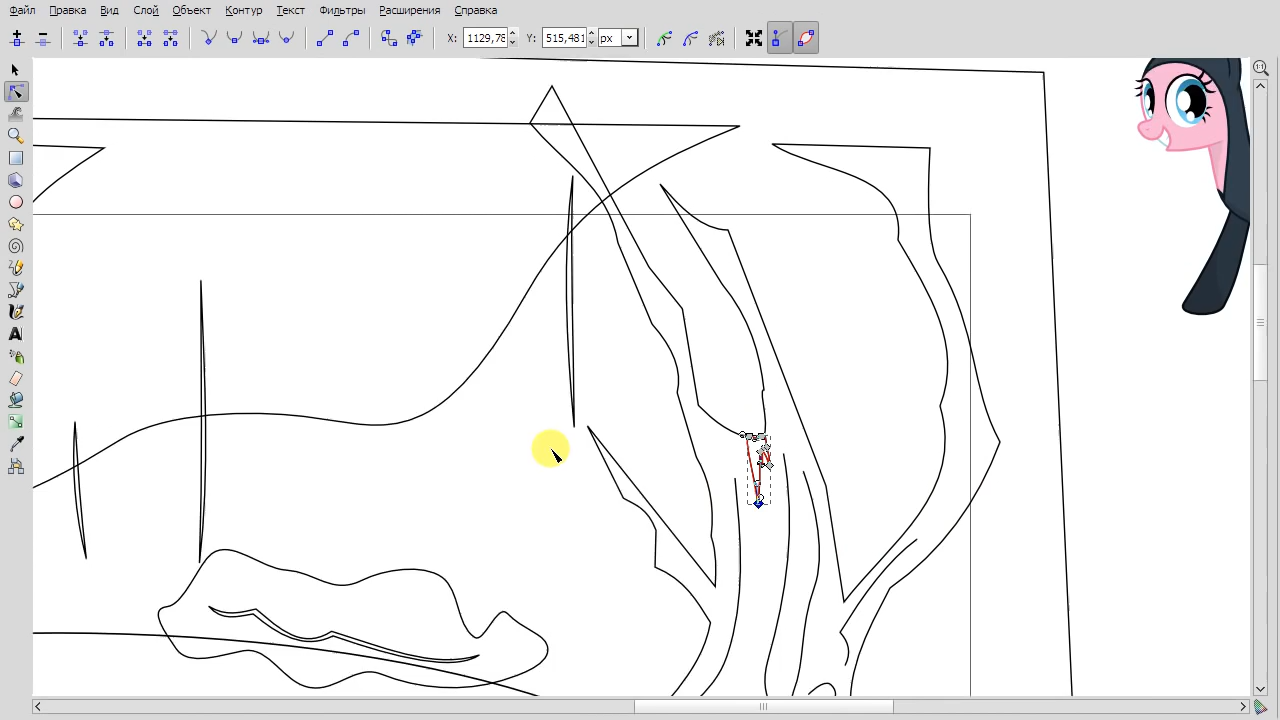 Файл Правка Вид Слой Объект Контур Текст Фильтры Расширения Справка
X: 1129,78 Y: 515,481 px